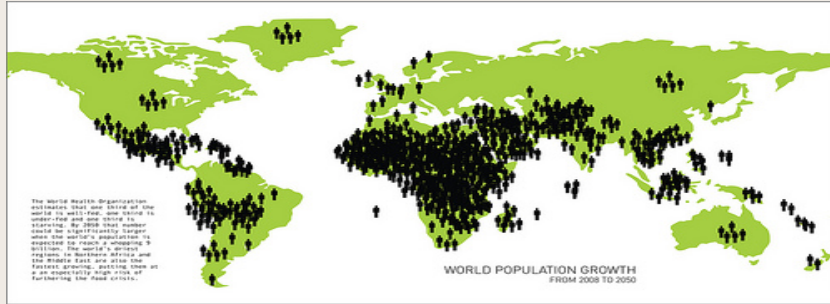 The World Health Organization
estimates that one third of the
world is well-fed, one third is
under-fed and one third is
starving. By 2050 that number
could be significantly larger
when the world's population is
expected to reach a whopping 9
billion. The world's driest
regions in Northern Africa and
the Middle East are also the
fastest growing, putting them at
a an especially high risk of
furthering the food crisis.
WORLD POPULATION GROWTH
FROM 2008 TO 2050